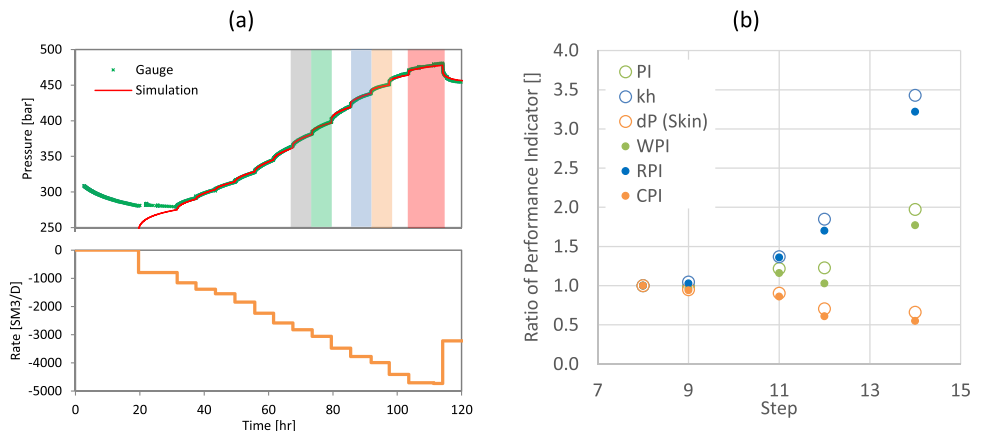 (a)
500
450
400
350
300
250
Pressure [bar]
Gauge
Simulation
0
-1000
-2000
-3000
-4000
-5000
Rate [SM3/D]
0 20 40 60 80 100 120
Time [hr]
(b)
4.0
3.5
3.0
2.5
2.0
1.5
1.0
0.5
0.0
Ratio of Performance Indicator []
PI
kh
dP (Skin)
WPI
RPI
CPI
7 9 11 13 15
Step